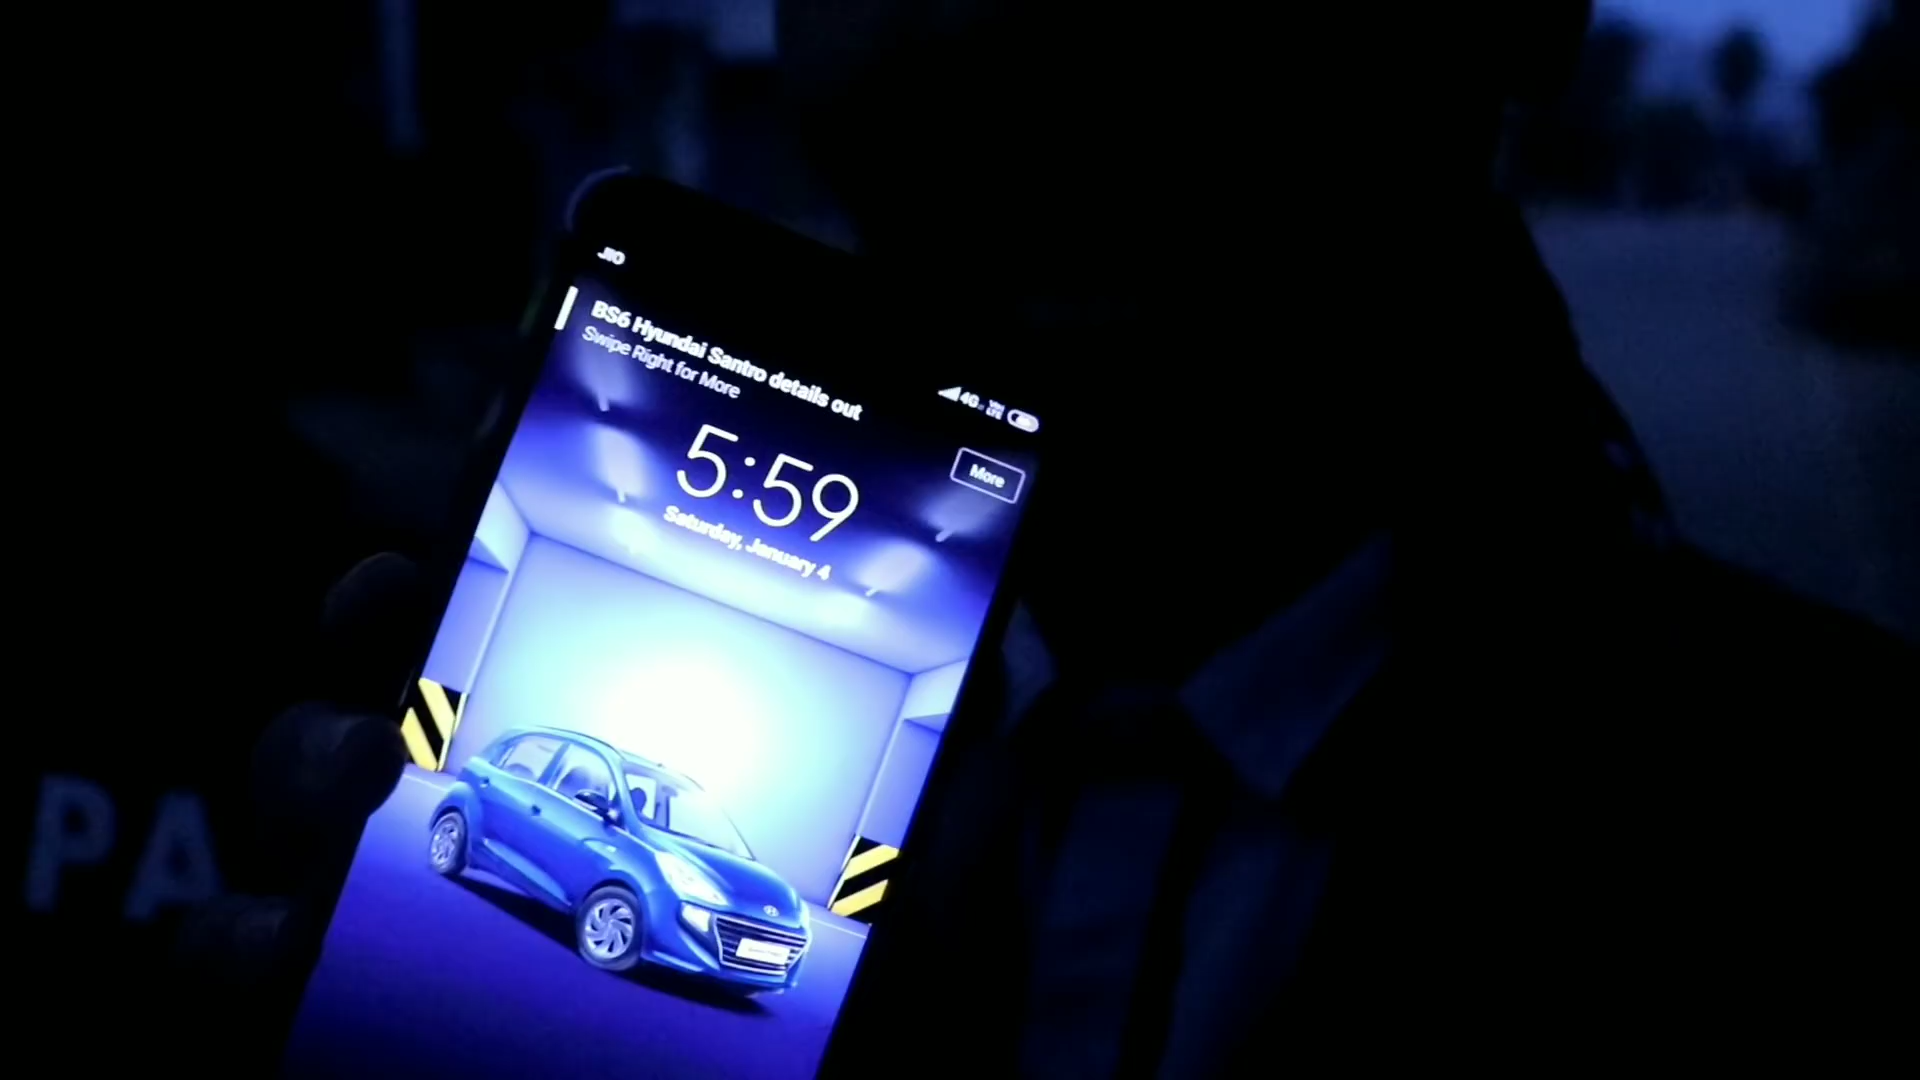 JIO
4G
BS6 Hyundai Santro details out
Swipe Right for More
More
5:59
Saturday, January 4
PA